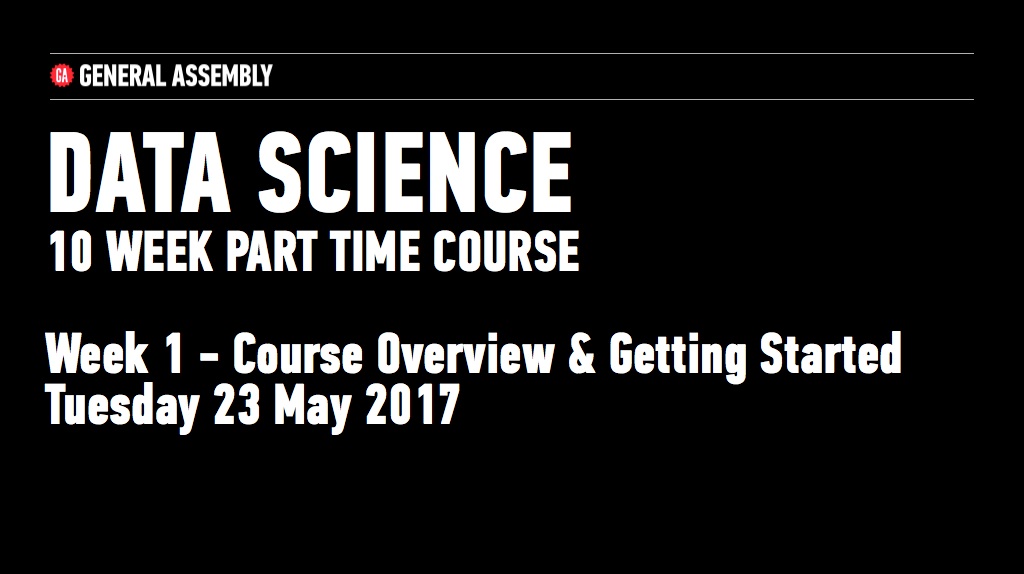 GA GENERAL ASSEMBLY
DATA SCIENCE
10 WEEK PART TIME COURSE
Week 1 – Course Overview & Getting Started
Tuesday 23 May 2017